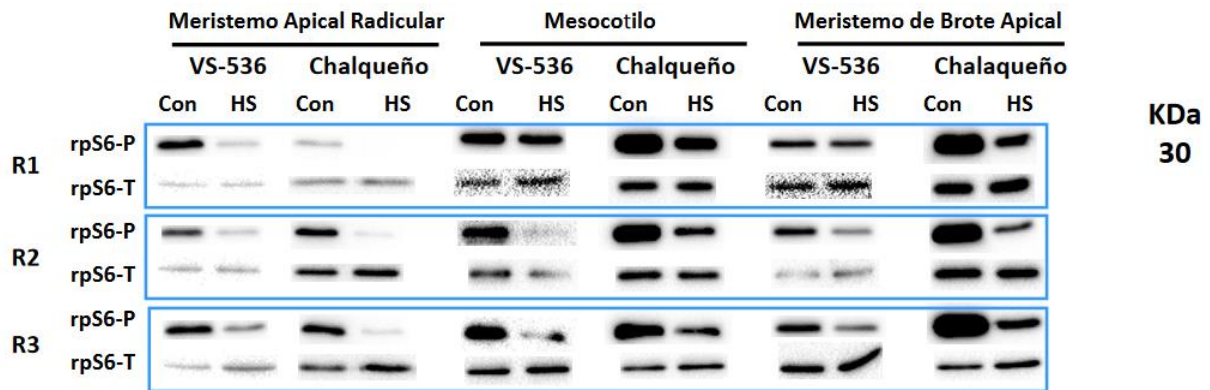 Meristemo Apical Radicular Mesocotilo Meristemo de Brote Apical
VS-536 Chalqueño VS-536 Chalqueño VS-536 Chalaqueño
Con HS Con HS Con HS Con HS Con HS Con HS
KDa
30
R1
rpS6-P
rpS6-T
R2
rpS6-P
rpS6-T
R3
rpS6-P
rpS6-T